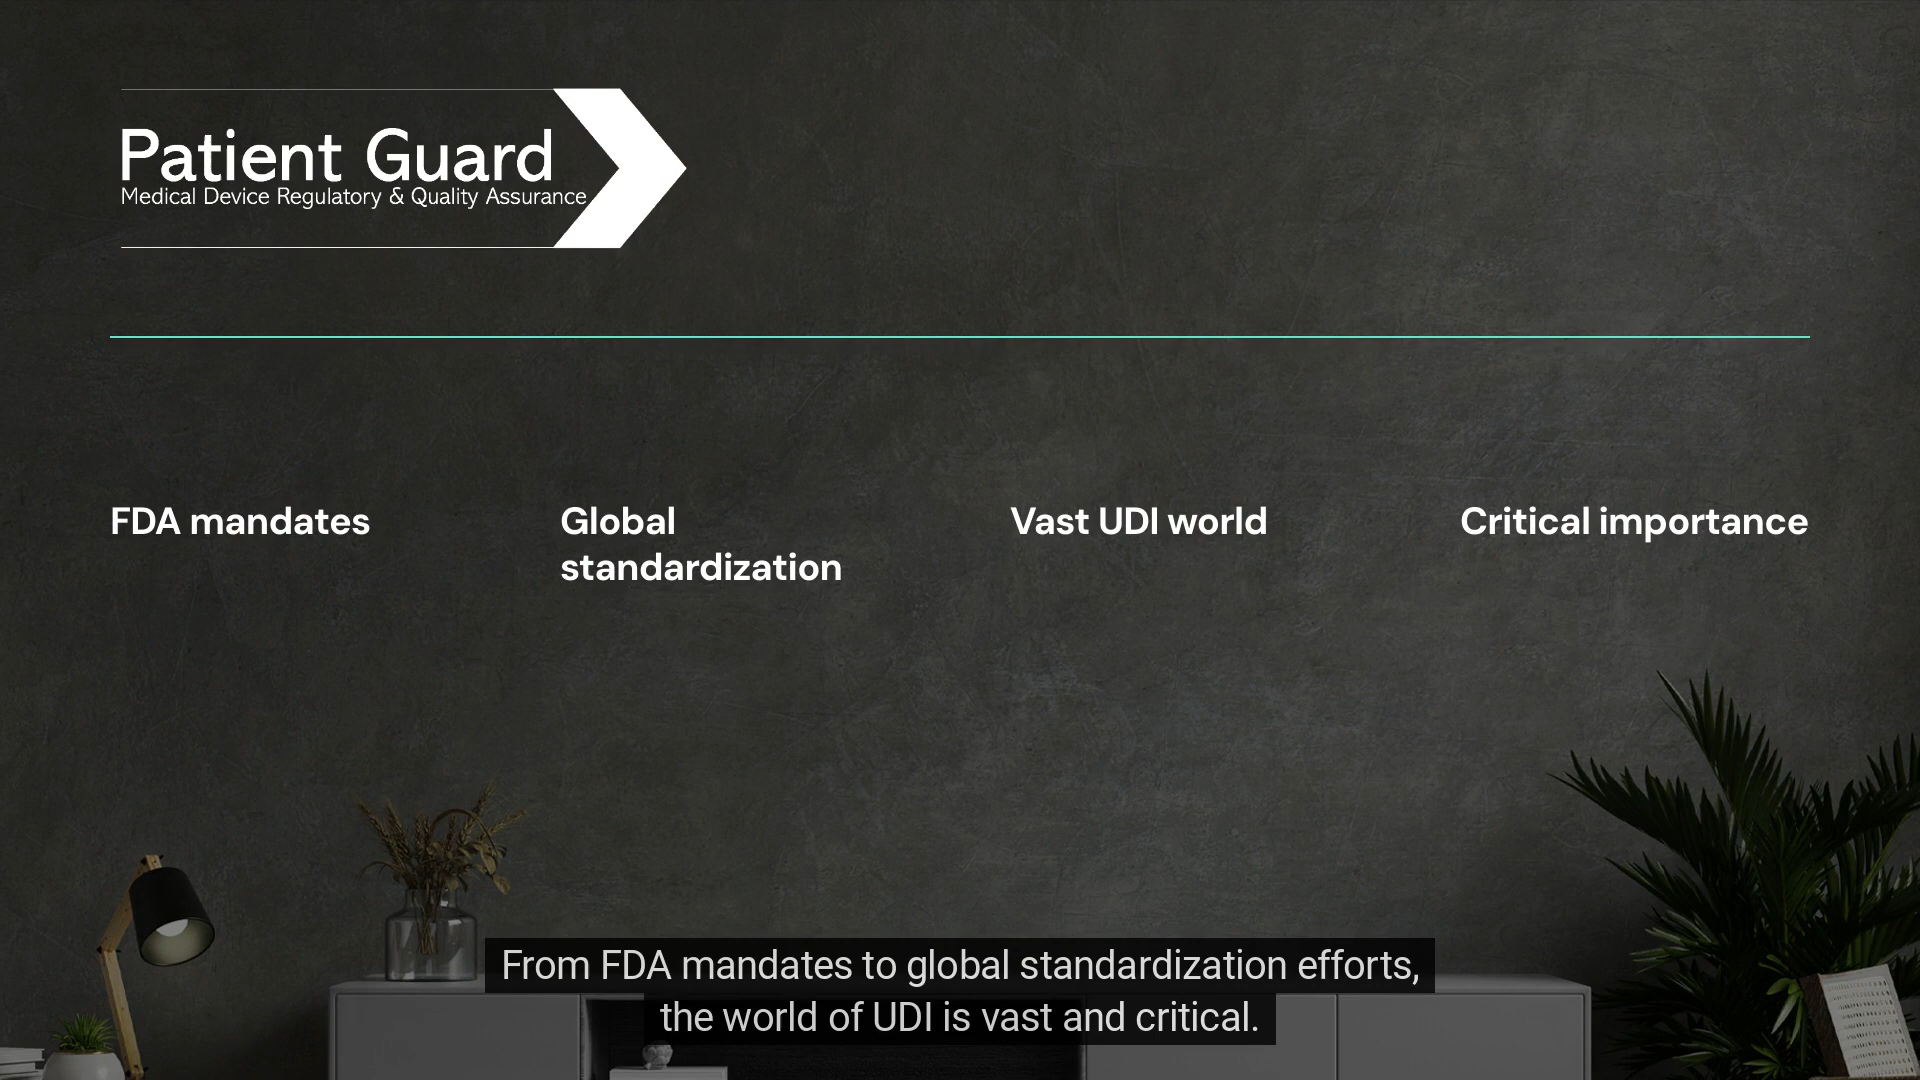 Patient Guard
Medical Device Regulatory & Quality Assurance
FDA mandates
Global
standardization
Vast UDI world
Critical importance
From FDA mandates to global standardization efforts,
the world of UDI is vast and critical.